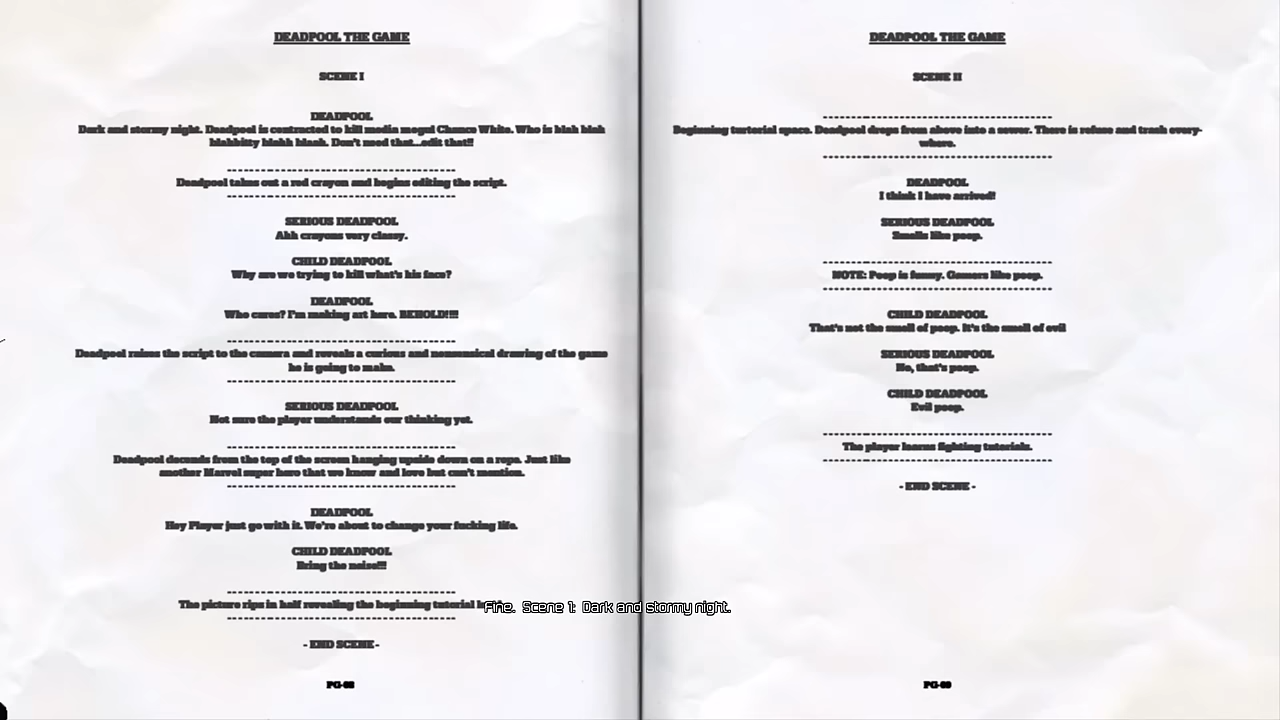 DEADPOOL THE GAME
SCENE I
DEADPOOL
Dark and stormy night. Deadpool is contracted to kill media mogul Chance White. Who is blah blah
blahbitty blahh blaah. Don't need that...edit that!!
Deadpool takes out a red crayon and begins editing the script.
SERIOUS DEADPOOL
Ahh crayons very classy.
CHILD DEADPOOL
Why are we trying to kill what's his face?
DEADPOOL
Who cares? I'm making art here. BEHOLD!!!!
Deadpool raises the script to the camera and reveals a curious and nonsensical drawing of the game
he is going to make.
SERIOUS DEADPOOL
Not sure the player understands our thinking yet.
Deadpool decends from the top of the screen hanging upside down on a rope. Just like
another Marvel super hero that we know and love but can't mention.
DEADPOOL
Hey Player just go with it. We're about to change your fucking life.
CHILD DEADPOOL
Bring the noise!!!
The picture rips in half revealing the beginning tutorial
Fine. Scene 1: Dark and stormy night.
- END SCENE -
PG-08
DEADPOOL THE GAME
SCENE II
Beginning turtorial space. Deadpool drops from above into a sewer. There is refuse and trash every-
where.
DEADPOOL
I think I have arrived!
SERIOUS DEADPOOL
Smells like poop.
NOTE: Poop is funny. Gamers like poop.
CHILD DEADPOOL
That's not the smell of poop. It's the smell of evil
SERIOUS DEADPOOL
No, that's poop.
CHILD DEADPOOL
Evil poop.
The player learns fighting tutorials.
- END SCENE -
PG-09